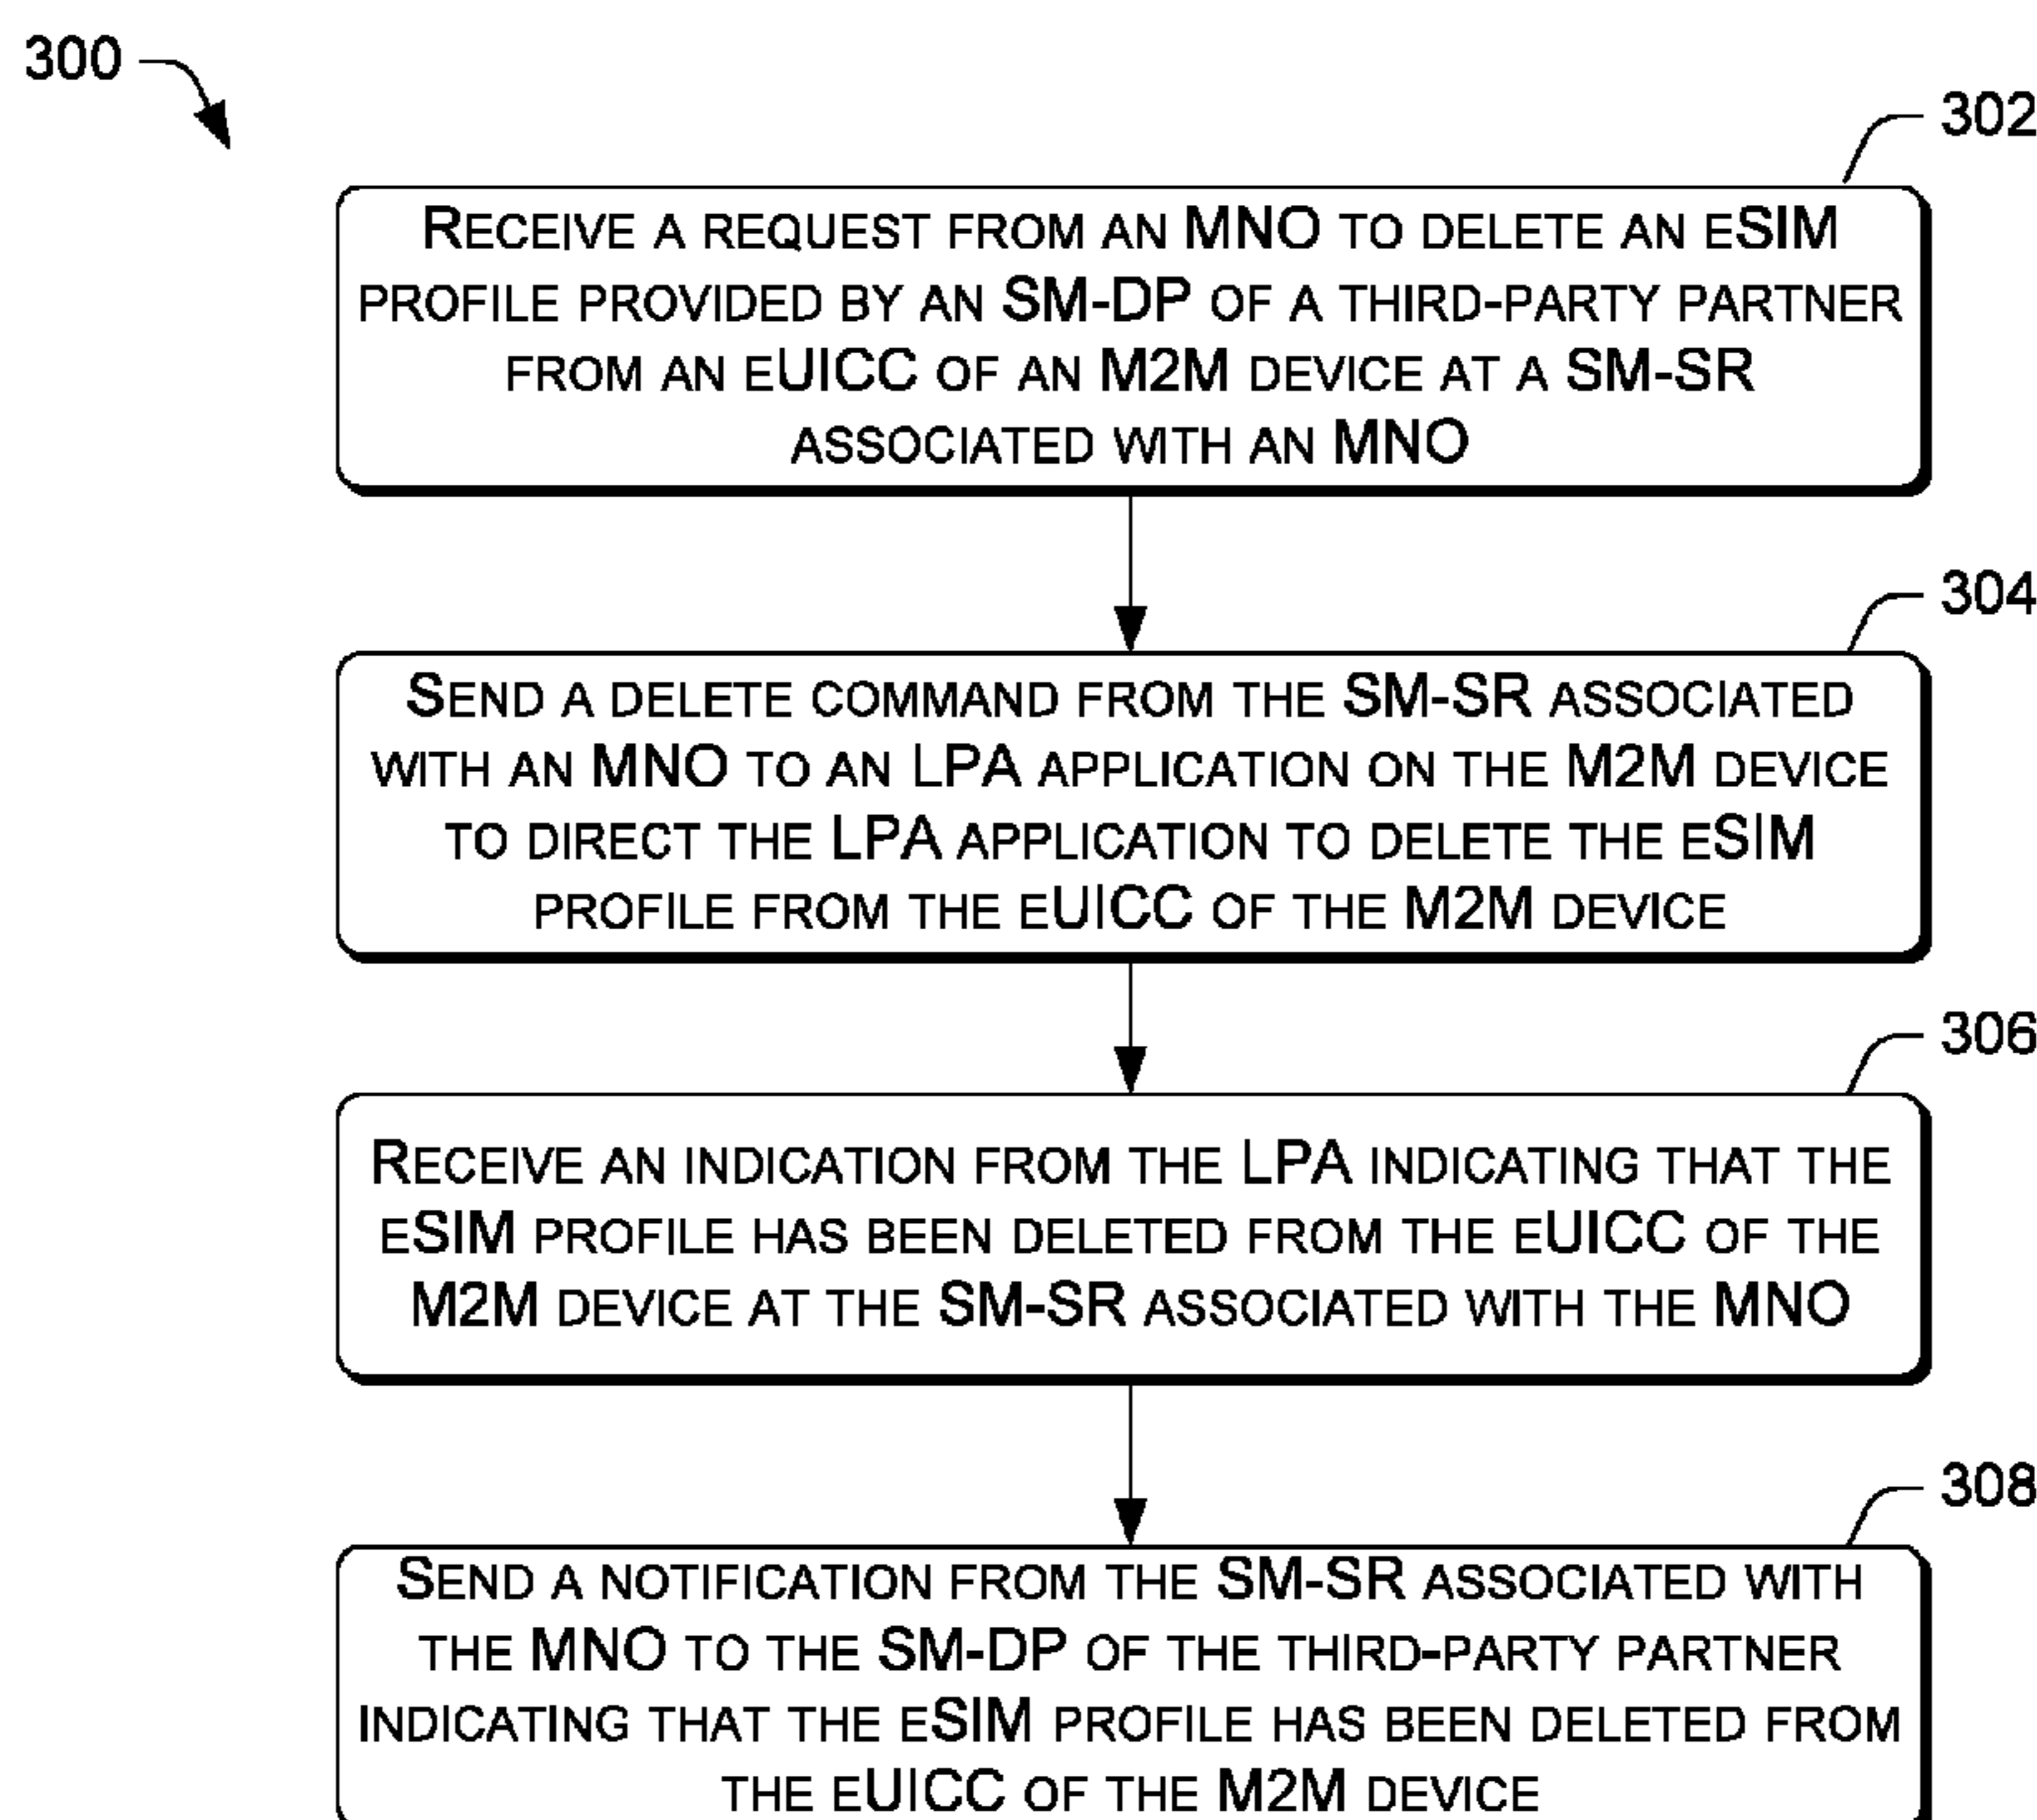 300
302
RECEIVE A REQUEST FROM AN MNO TO DELETE AN ESIM
PROFILE PROVIDED BY AN SM-DP OF A THIRD-PARTY PARTNER
FROM AN EUICC OF AN M2M DEVICE AT A SM-SR
ASSOCIATED WITH AN MNO
304
SEND A DELETE COMMAND FROM THE SM-SR ASSOCIATED
WITH AN MNO TO AN LPA APPLICATION ON THE M2M DEVICE
TO DIRECT THE LPA APPLICATION TO DELETE THE ESIM
PROFILE FROM THE EUICC OF THE M2M DEVICE
306
RECEIVE AN INDICATION FROM THE LPA INDICATING THAT THE
ESIM PROFILE HAS BEEN DELETED FROM THE EUICC OF THE
M2M DEVICE AT THE SM-SR ASSOCIATED WITH THE MNO
308
SEND A NOTIFICATION FROM THE SM-SR ASSOCIATED WITH
THE MNO TO THE SM-DP OF THE THIRD-PARTY PARTNER
INDICATING THAT THE ESIM PROFILE HAS BEEN DELETED FROM
THE EUICC OF THE M2M DEVICE